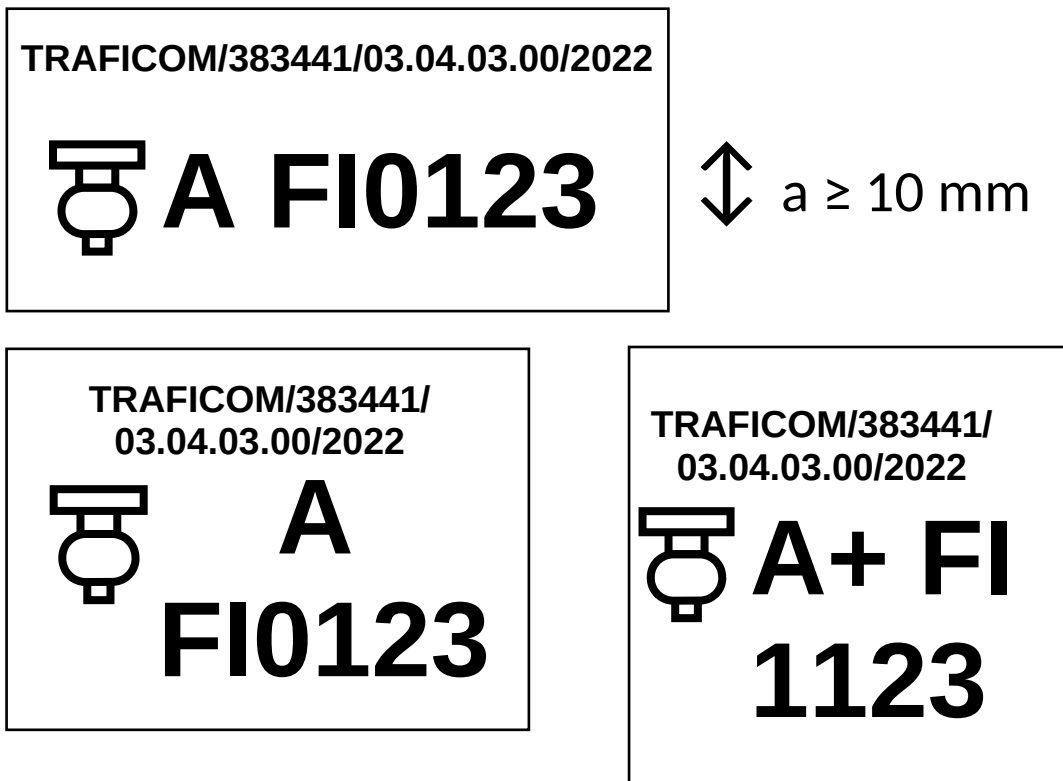 TRAFICOM/383441/03.04.03.00/2022
A FI0123
a ≥ 10 mm
TRAFICOM/383441/
03.04.03.00/2022
A
FI0123
TRAFICOM/383441/
03.04.03.00/2022
A+ FI
1123